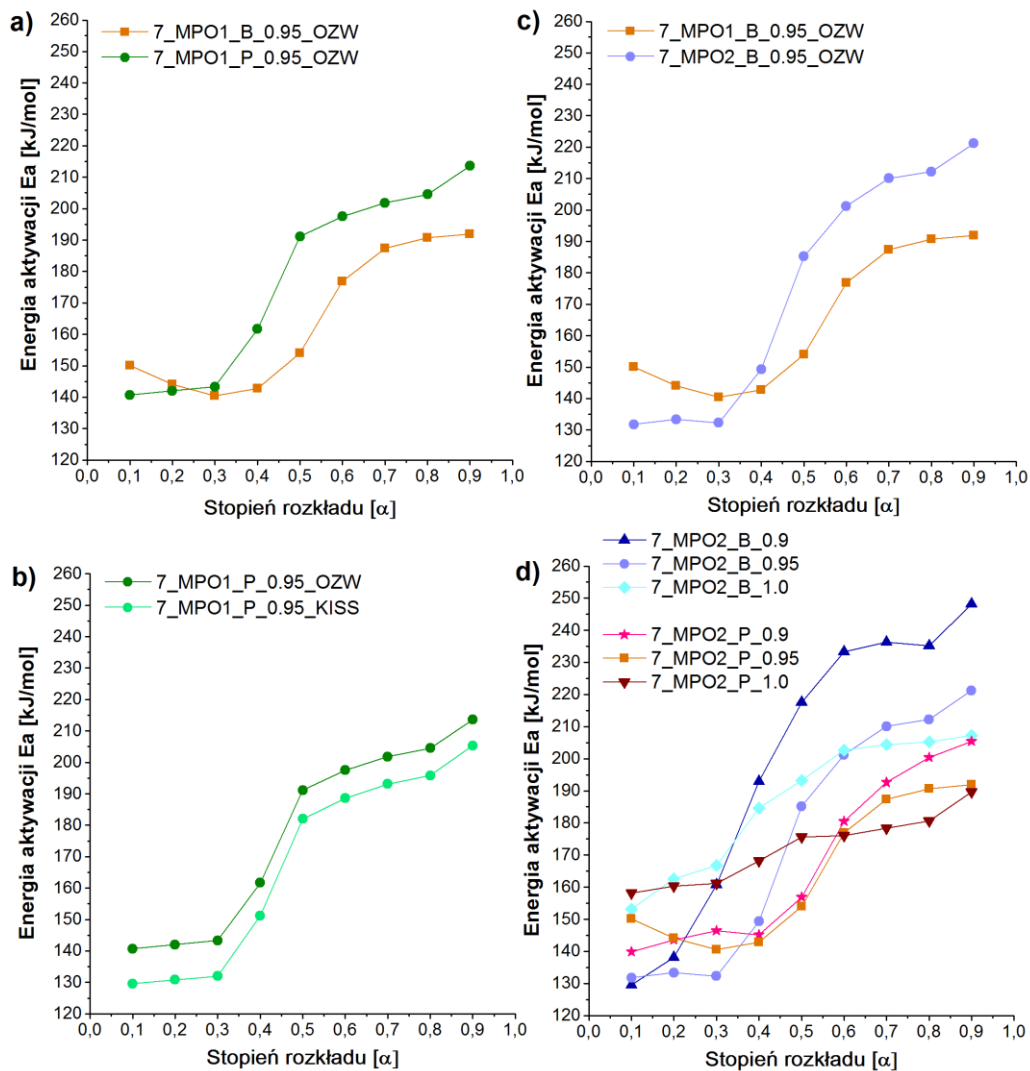 a)
7_MPO1_B_0.95_OZW
7_MPO1_P_0.95_OZW
Energia aktywacji Ea [kJ/mol]
260
250
240
230
220
210
200
190
180
170
160
150
140
130
120
0,0 0,1 0,2 0,3 0,4 0,5 0,6 0,7 0,8 0,9 1,0
Stopień rozkładu [α]
c)
7_MPO1_B_0.95_OZW
7_MPO2_B_0.95_OZW
Energia aktywacji Ea [kJ/mol]
260
250
240
230
220
210
200
190
180
170
160
150
140
130
120
0,0 0,1 0,2 0,3 0,4 0,5 0,6 0,7 0,8 0,9 1,0
Stopień rozkładu [α]
b)
7_MPO1_P_0.95_OZW
7_MPO1_P_0.95_KISS
Energia aktywacji Ea [kJ/mol]
260
250
240
230
220
210
200
190
180
170
160
150
140
130
120
0,0 0,1 0,2 0,3 0,4 0,5 0,6 0,7 0,8 0,9 1,0
Stopień rozkładu [α]
d)
7_MPO2_B_0.9
7_MPO2_B_0.95
7_MPO2_B_1.0
7_MPO2_P_0.9
7_MPO2_P_0.95
7_MPO2_P_1.0
Energia aktywacji Ea [kJ/mol]
260
250
240
230
220
210
200
190
180
170
160
150
140
130
120
0,0 0,1 0,2 0,3 0,4 0,5 0,6 0,7 0,8 0,9 1,0
Stopień rozkładu [α]